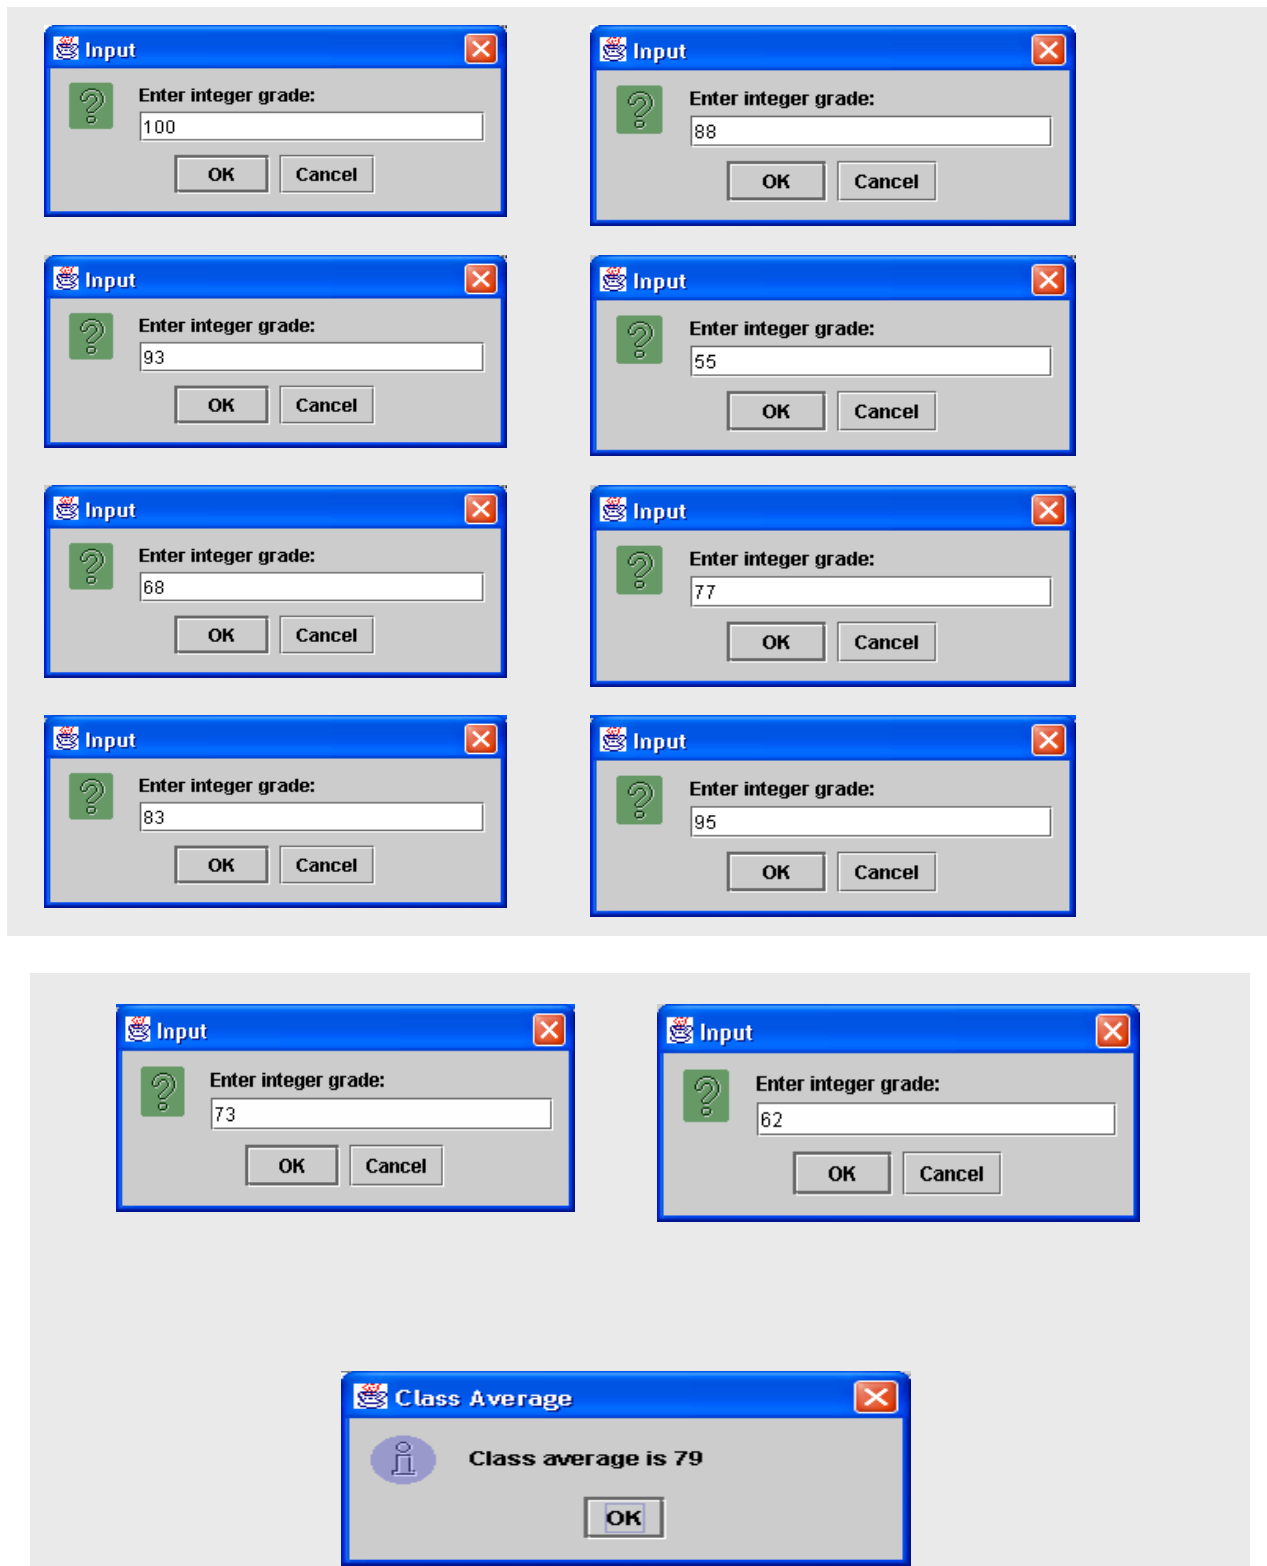 Input
Enter integer grade:
100
OK Cancel
Input
Enter integer grade:
88
OK Cancel
Input
Enter integer grade:
93
OK Cancel
Input
Enter integer grade:
55
OK Cancel
Input
Enter integer grade:
68
OK Cancel
Input
Enter integer grade:
77
OK Cancel
Input
Enter integer grade:
83
OK Cancel
Input
Enter integer grade:
95
OK Cancel
Input
Enter integer grade:
73
OK Cancel
Input
Enter integer grade:
62
OK Cancel
Class Average
Class average is 79
OK